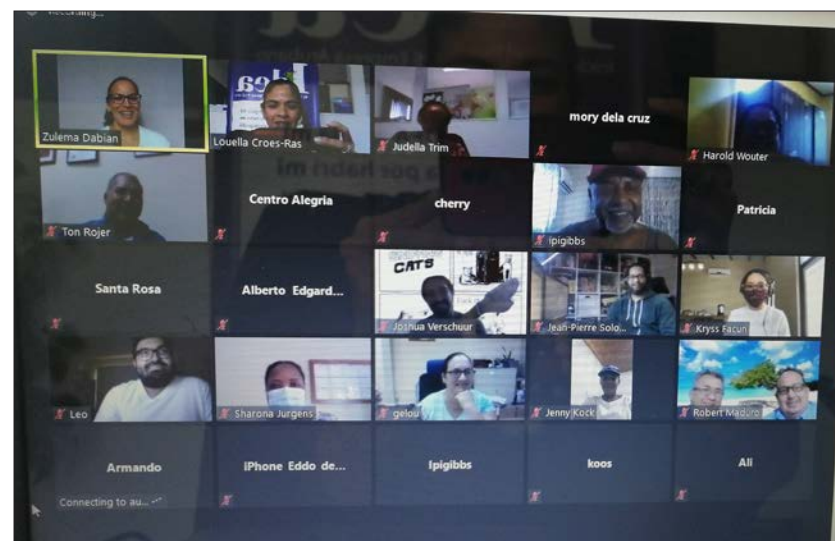 Recording...
Zulema Dabian
Louella Croes-Ras
Judella Trim
mory dela cruz
Harold Wouter
Ton Rojer
Centro Alegria
cherry
ipigibbs
Patricia
Santa Rosa
Alberto Edgard...
CATS
Joshua Verschuur
Jean-Pierre Solo...
Kryss Facun
Leo
Sharona Jurgens
gelou
Jenny Kock
Robert Maduro
Armando
Connecting to au...
iPhone Eddo de...
Ipigibbs
koos
Ali